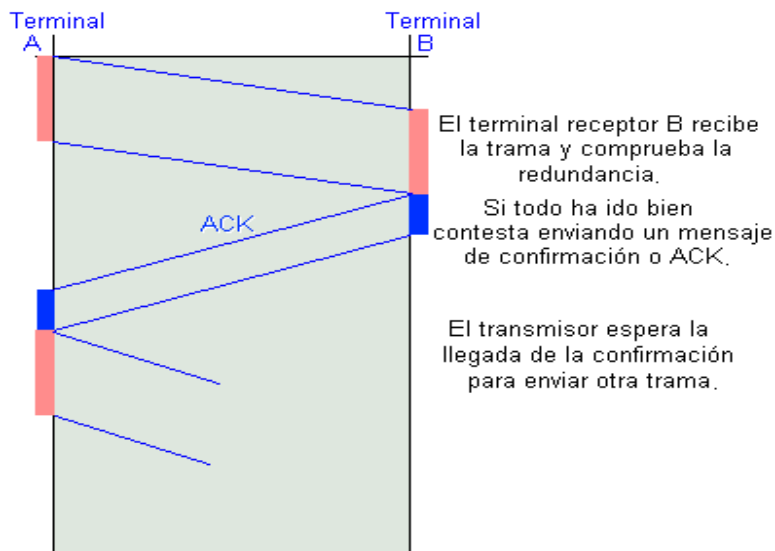 Terminal
A
Terminal
B
El terminal receptor B recibe
la trama y comprueba la
redundancia.
Si todo ha ido bien
contesta enviando un mensaje
de confirmación o ACK.
ACK
El transmisor espera la
llegada de la confirmación
para enviar otra trama.